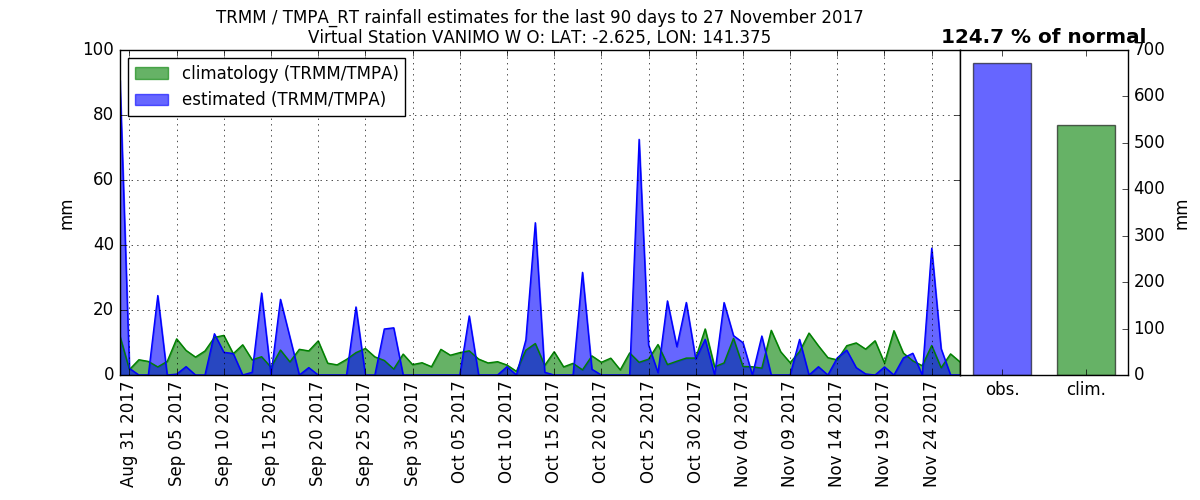 TRMM / TMPA_RT rainfall estimates for the last 90 days to 27 November 2017
Virtual Station VANIMO W O: LAT: -2.625, LON: 141.375
124.7 % of normal
climatology (TRMM/TMPA)
estimated (TRMM/TMPA)
100
80
60
40
20
0
mm
700
600
500
400
300
200
100
0
mm
Aug 31 2017
Sep 05 2017
Sep 10 2017
Sep 15 2017
Sep 20 2017
Sep 25 2017
Sep 30 2017
Oct 05 2017
Oct 10 2017
Oct 15 2017
Oct 20 2017
Oct 25 2017
Oct 30 2017
Nov 04 2017
Nov 09 2017
Nov 14 2017
Nov 19 2017
Nov 24 2017
obs.
clim.